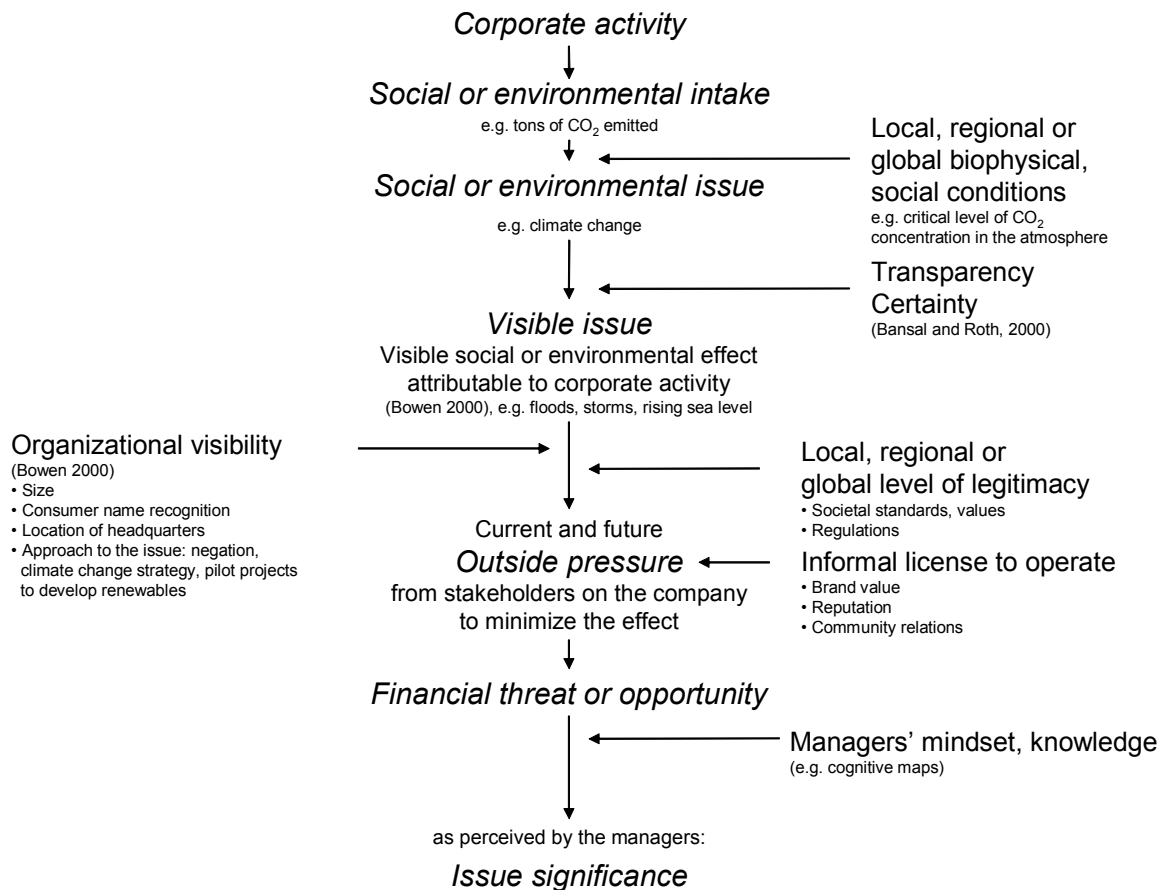 Corporate activity
Social or environmental intake
e.g. tons of CO₂ emitted
Local, regional or
global biophysical,
social conditions
e.g. critical level of CO₂
concentration in the atmosphere
Social or environmental issue
e.g. climate change
Transparency
Certainty
(Bansal and Roth, 2000)
Visible issue
Visible social or environmental effect
attributable to corporate activity
(Bowen 2000), e.g. floods, storms, rising sea level
Organizational visibility
(Bowen 2000)
• Size
• Consumer name recognition
• Location of headquarters
• Approach to the issue: negation,
climate change strategy, pilot projects
to develop renewables
Local, regional or
global level of legitimacy
• Societal standards, values
• Regulations
Current and future
Outside pressure
from stakeholders on the company
to minimize the effect
Informal license to operate
• Brand value
• Reputation
• Community relations
Financial threat or opportunity
Managers’ mindset, knowledge
(e.g. cognitive maps)
as perceived by the managers:
Issue significance